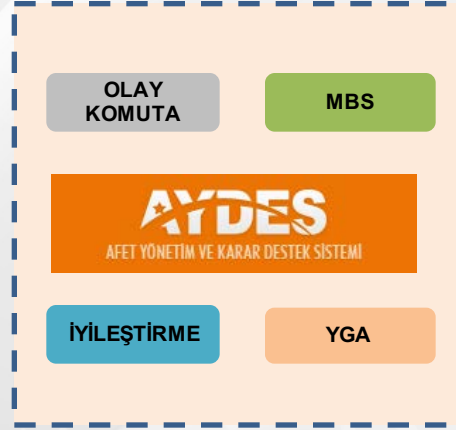 OLAY
KOMUTA
MBS
AYDES
AFET YÖNETİM VE KARAR DESTEK SİSTEMİ
İYİLEŞTİRME
YGA